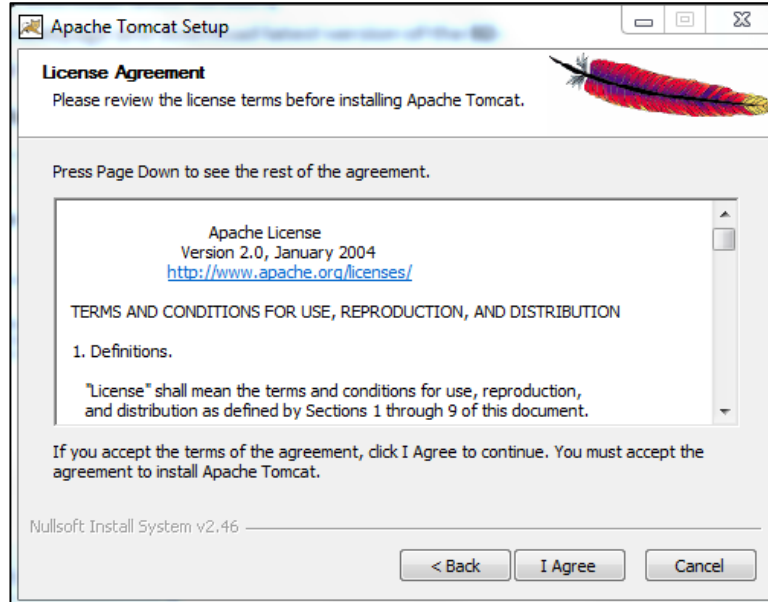 Apache Tomcat Setup
License Agreement
Please review the license terms before installing Apache Tomcat.
Press Page Down to see the rest of the agreement.
Apache License
Version 2.0, January 2004
http://www.apache.org/licenses/
TERMS AND CONDITIONS FOR USE, REPRODUCTION, AND DISTRIBUTION
1. Definitions.
"License" shall mean the terms and conditions for use, reproduction,
and distribution as defined by Sections 1 through 9 of this document.
If you accept the terms of the agreement, click I Agree to continue. You must accept the
agreement to install Apache Tomcat.
Nullsoft Install System v2.46
< Back I Agree Cancel